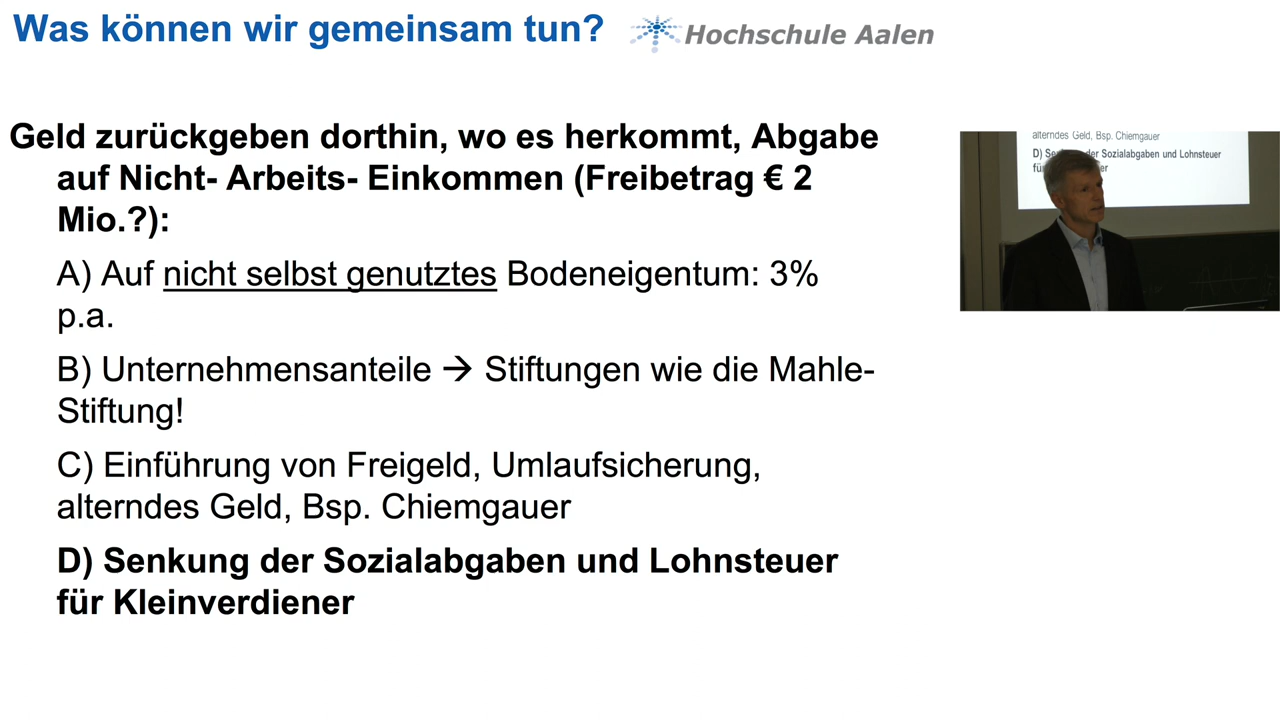 Was können wir gemeinsam tun?
Hochschule Aalen
Geld zurückgeben dorthin, wo es herkommt, Abgabe
auf Nicht- Arbeits- Einkommen (Freibetrag € 2
Mio.?):
A) Auf nicht selbst genutztes Bodeneigentum: 3%
p.a.
B) Unternehmensanteile → Stiftungen wie die Mahle-
Stiftung!
C) Einführung von Freigeld, Umlaufsicherung,
alterndes Geld, Bsp. Chiemgauer
D) Senkung der Sozialabgaben und Lohnsteuer
für Kleinverdiener
alterndes Geld, Bsp. Chiemgauer
D) der Sozialabgaben und Lohnsteuer